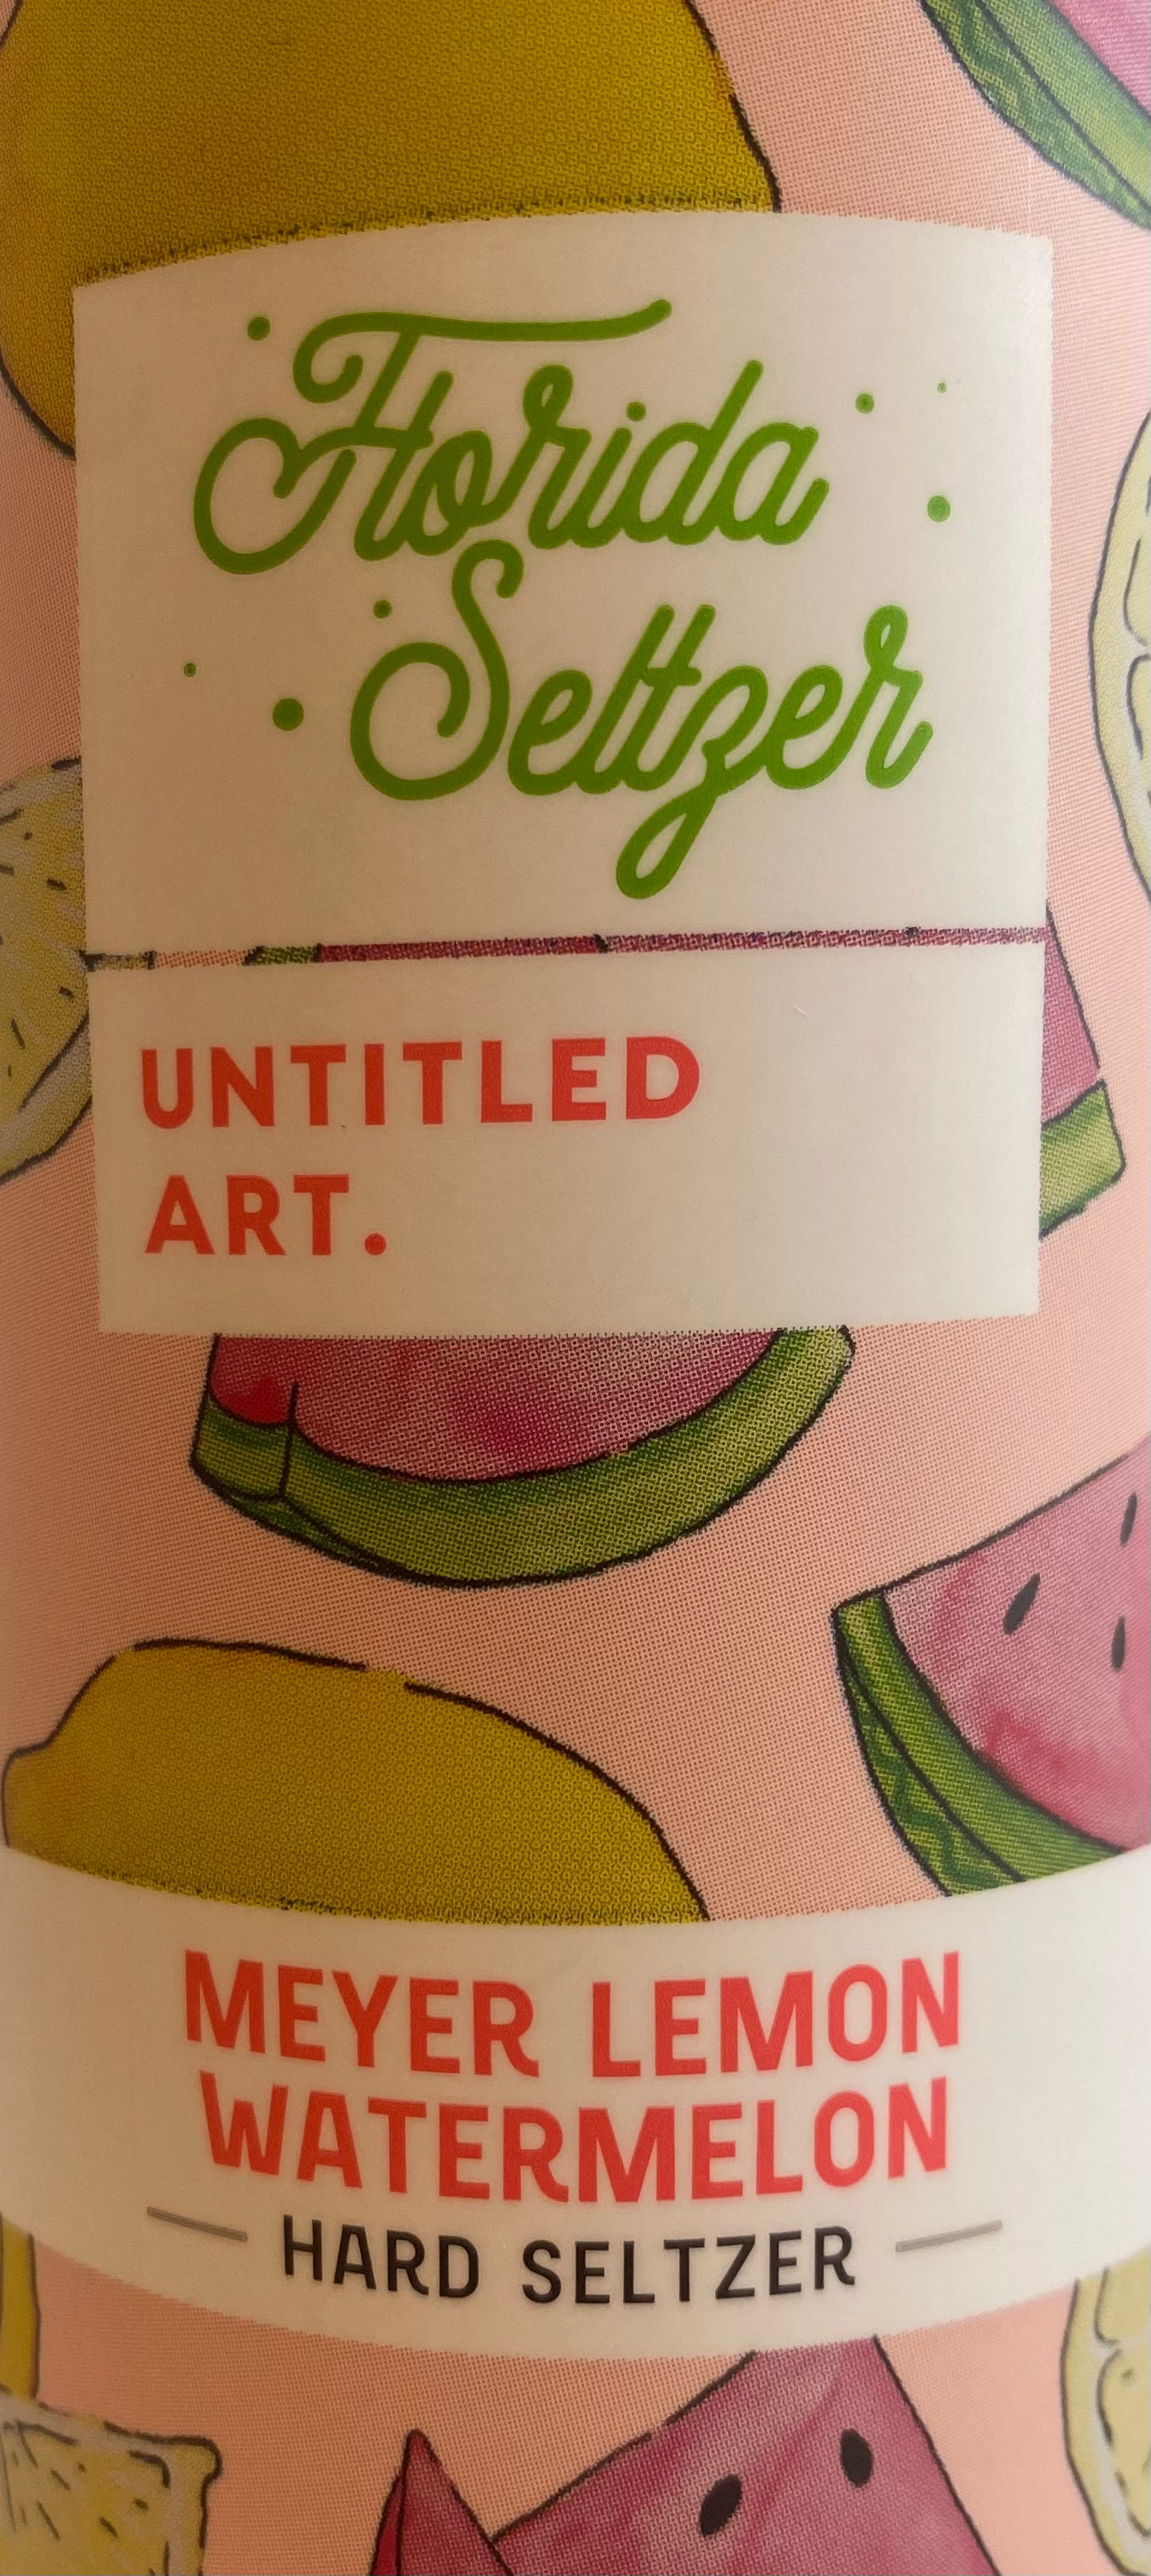 Florida
Seltzer
UNTITLED
ART.
MEYER LEMON
WATERMELON
HARD SELTZER